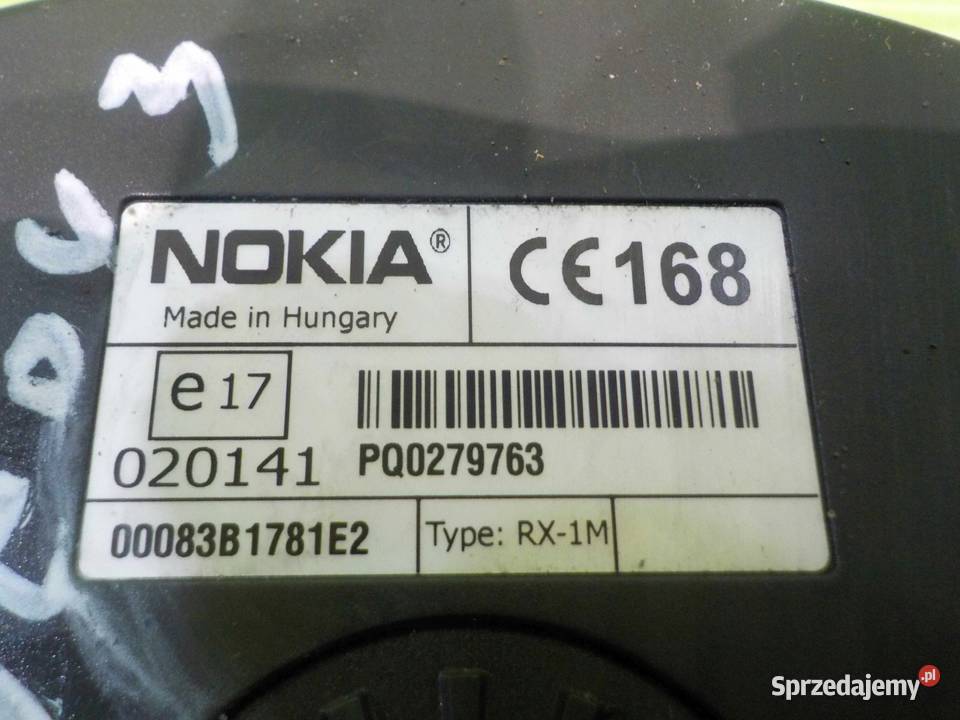 NOKIA®
Made in Hungary
CE168
e17
020141
PQ0279763
00083B1781E2
Type: RX-1M
Sprzedajemy.pl